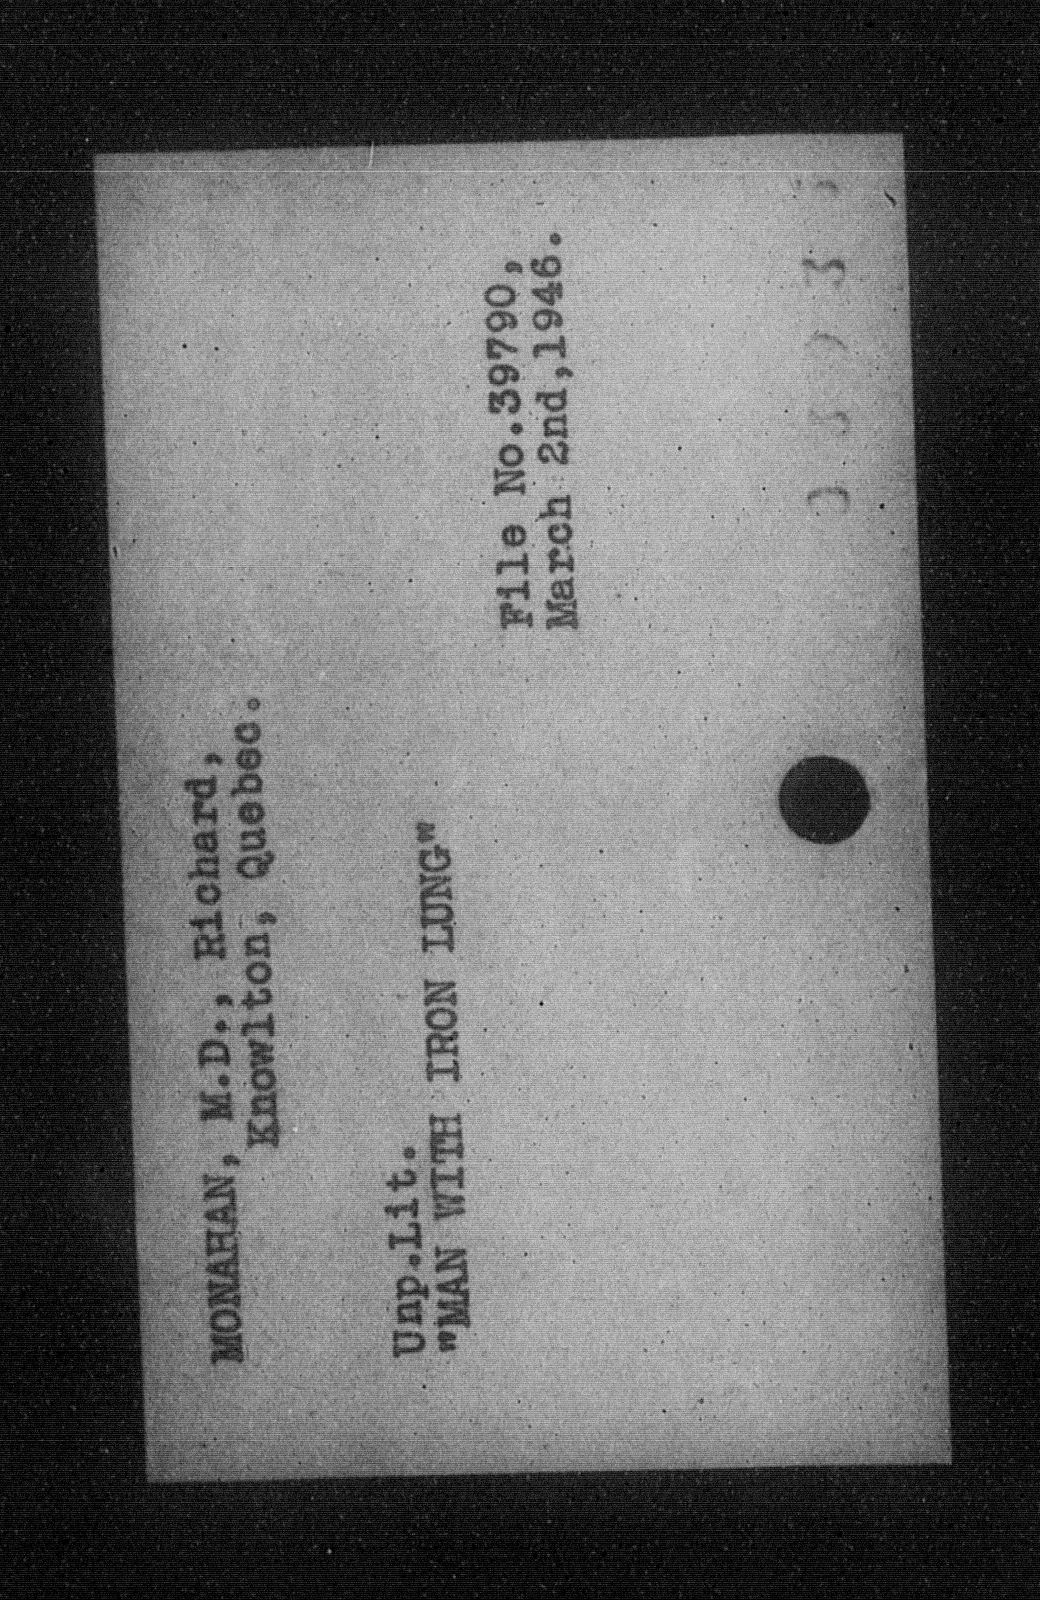 MONAHAN, M.D., Richard,
Knowlton, Quebec.
Unp.Lit.
"MAN WITH IRON LUNG"
File No.39790,
March 2nd,1946.